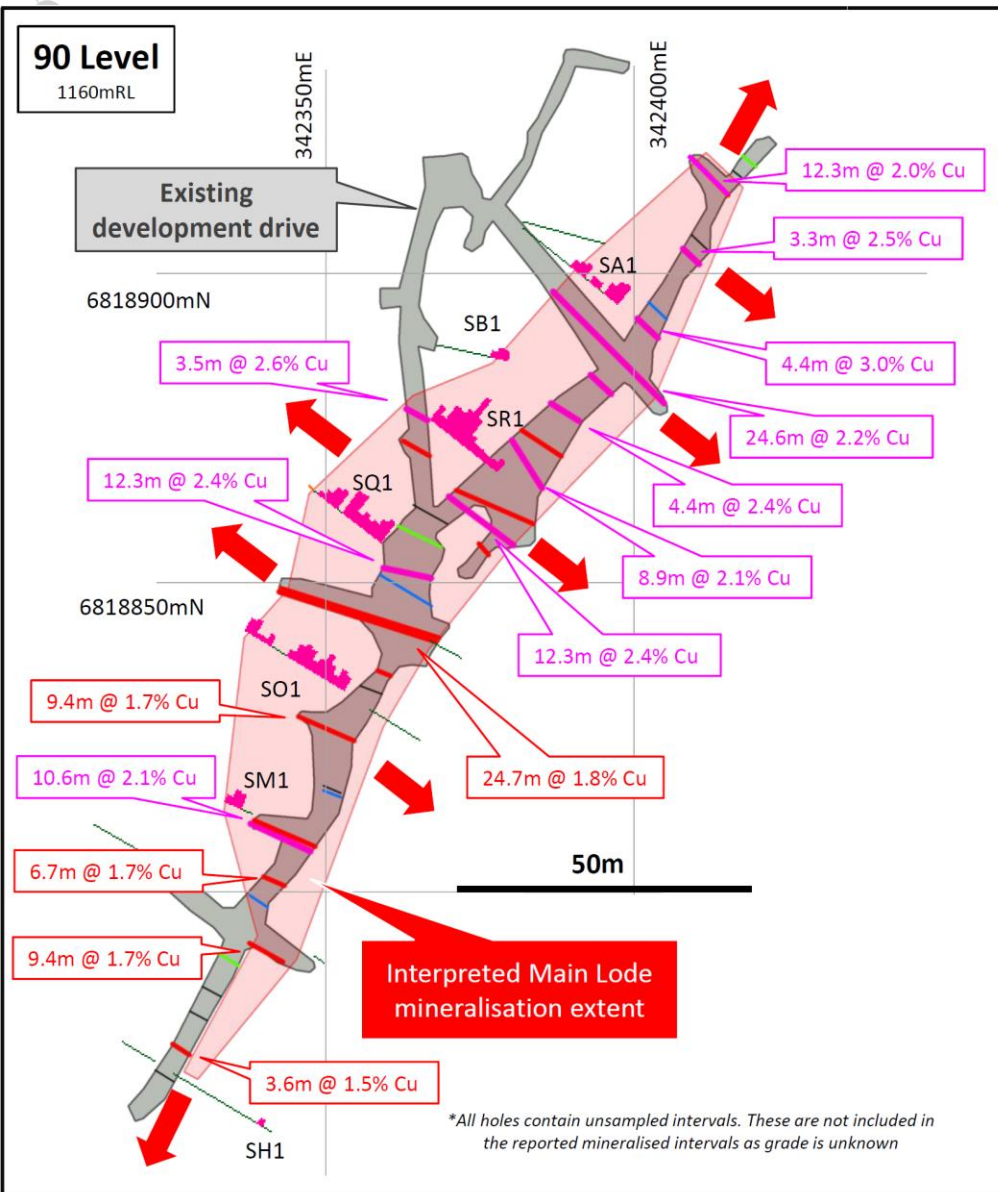 90 Level
1160mRL
342350mE
342400mE
Existing
development drive
12.3m @ 2.0% Cu
3.3m @ 2.5% Cu
SA1
6818900mN
SB1
3.5m @ 2.6% Cu
4.4m @ 3.0% Cu
SR1
24.6m @ 2.2% Cu
12.3m @ 2.4% Cu
SQ1
4.4m @ 2.4% Cu
8.9m @ 2.1% Cu
6818850mN
12.3m @ 2.4% Cu
SO1
9.4m @ 1.7% Cu
24.7m @ 1.8% Cu
10.6m @ 2.1% Cu
SM1
6.7m @ 1.7% Cu
50m
9.4m @ 1.7% Cu
Interpreted Main Lode
mineralisation extent
3.6m @ 1.5% Cu
SH1
*All holes contain unsampled intervals. These are not included in
the reported mineralised intervals as grade is unknown